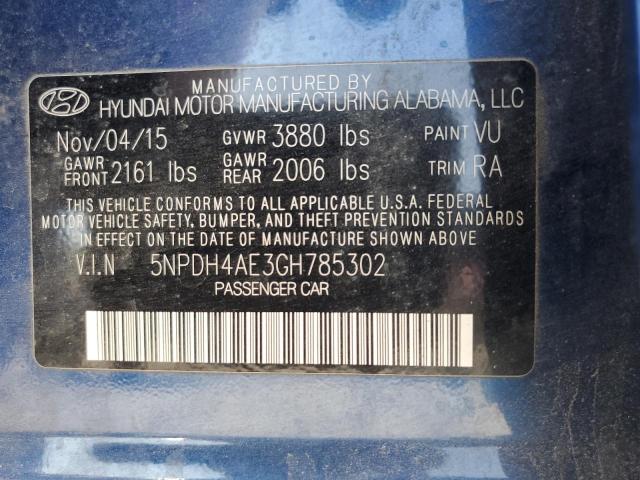 MANUFACTURED BY
HYUNDAI MOTOR MANUFACTURING ALABAMA, LLC
Nov/04/15 GVWR 3880 lbs PAINT VU
GAWR FRONT 2161 lbs GAWR REAR 2006 lbs TRIM RA
THIS VEHICLE CONFORMS TO ALL APPLICABLE U.S.A. FEDERAL
MOTOR VEHICLE SAFETY, BUMPER, AND THEFT PREVENTION STANDARDS
IN EFFECT ON THE DATE OF MANUFACTURE SHOWN ABOVE
V.I.N 5NPDH4AE3GH785302
PASSENGER CAR